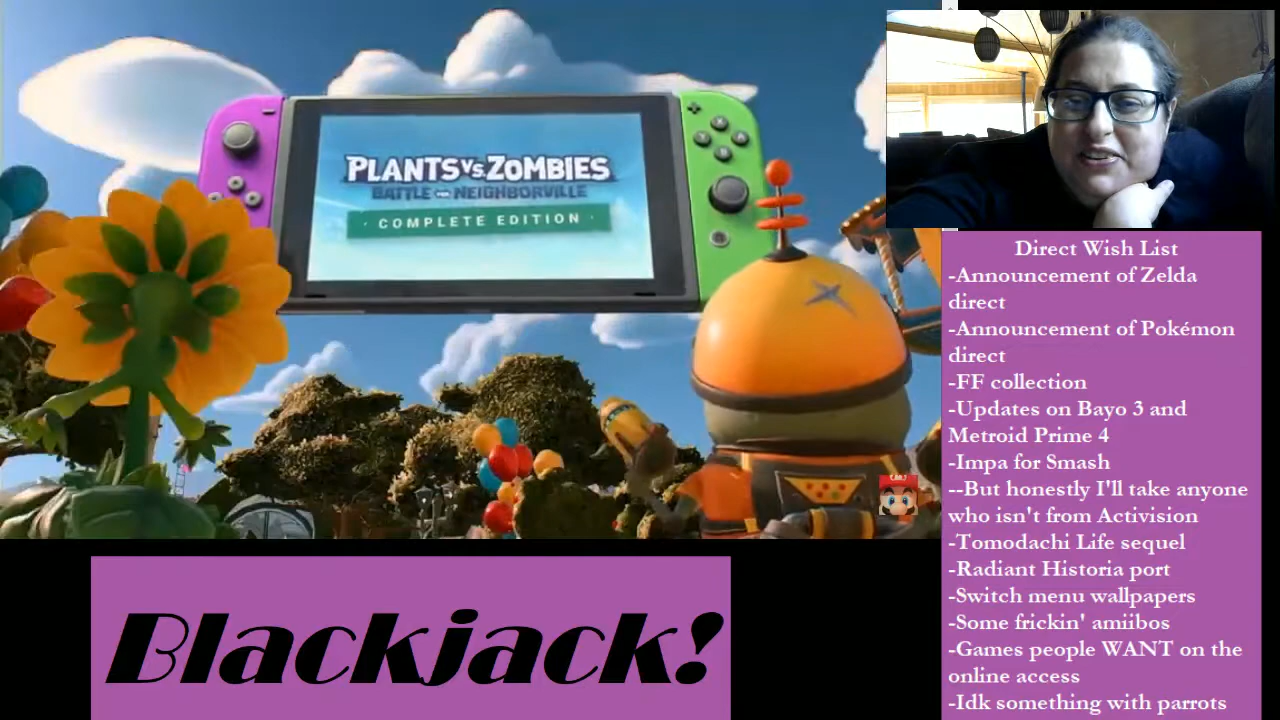 PLANTS VS. ZOMBIES
BATTLE FOR NEIGHBORVILLE
· COMPLETE EDITION ·
Direct Wish List
-Announcement of Zelda
direct
-Announcement of Pokémon
direct
-FF collection
-Updates on Bayo 3 and
Metroid Prime 4
-Impa for Smash
--But honestly I'll take anyone
who isn't from Activision
-Tomodachi Life sequel
-Radiant Historia port
-Switch menu wallpapers
-Some frickin' amiibos
-Games people WANT on the
online access
-Idk something with parrots
Blackjack!